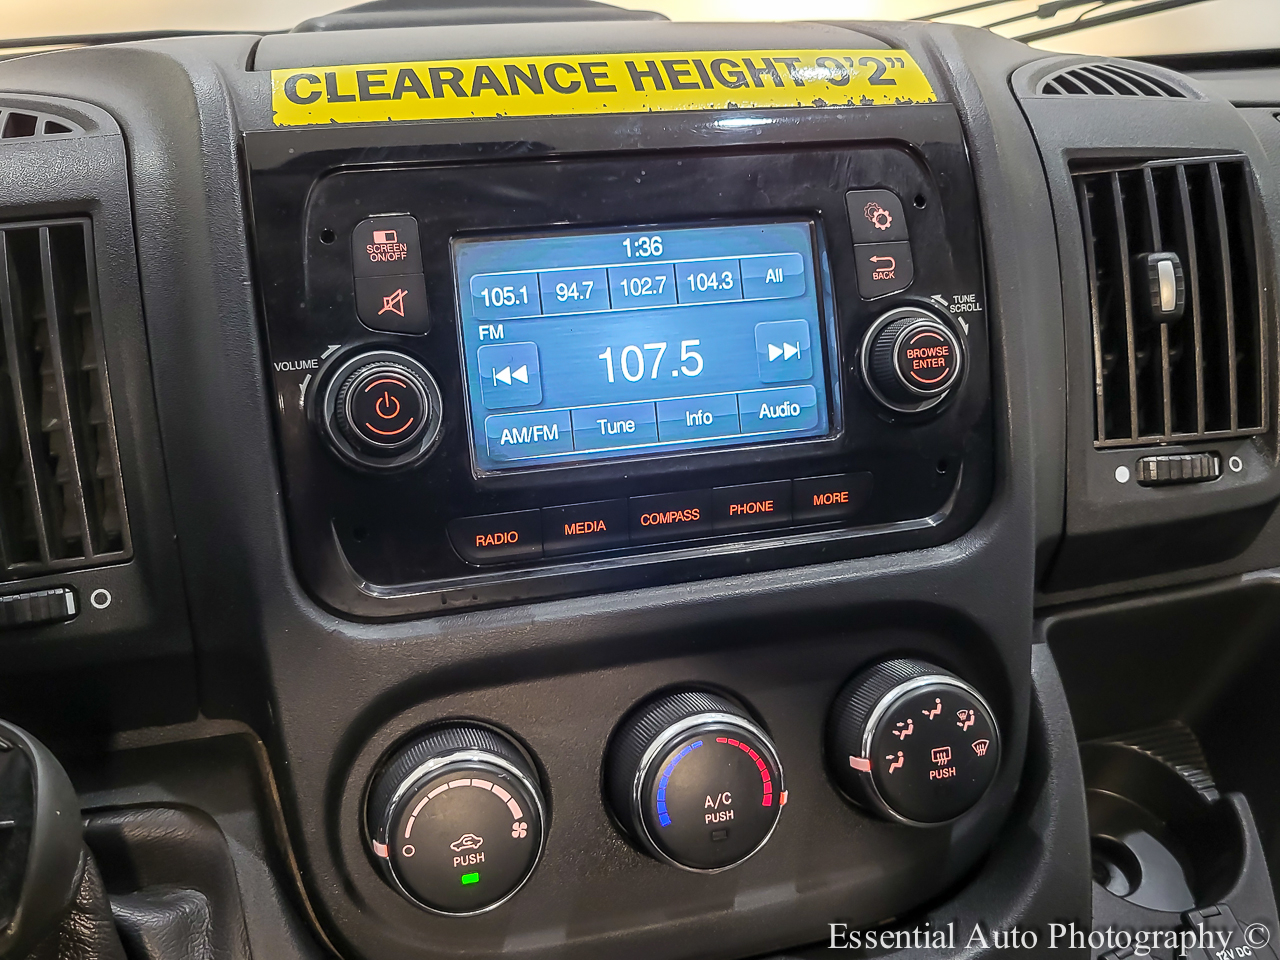 CLEARANCE HEIGHT 9'2"
SCREEN
ON/OFF
1:36
105.1 94.7 102.7 104.3 All
FM
107.5
AM/FM Tune Info Audio
BACK
VOLUME
TUNE
SCROLL
BROWSE
ENTER
RADIO MEDIA COMPASS PHONE MORE
PUSH
A/C
PUSH
PUSH
12V DC
Essential Auto Photography ©